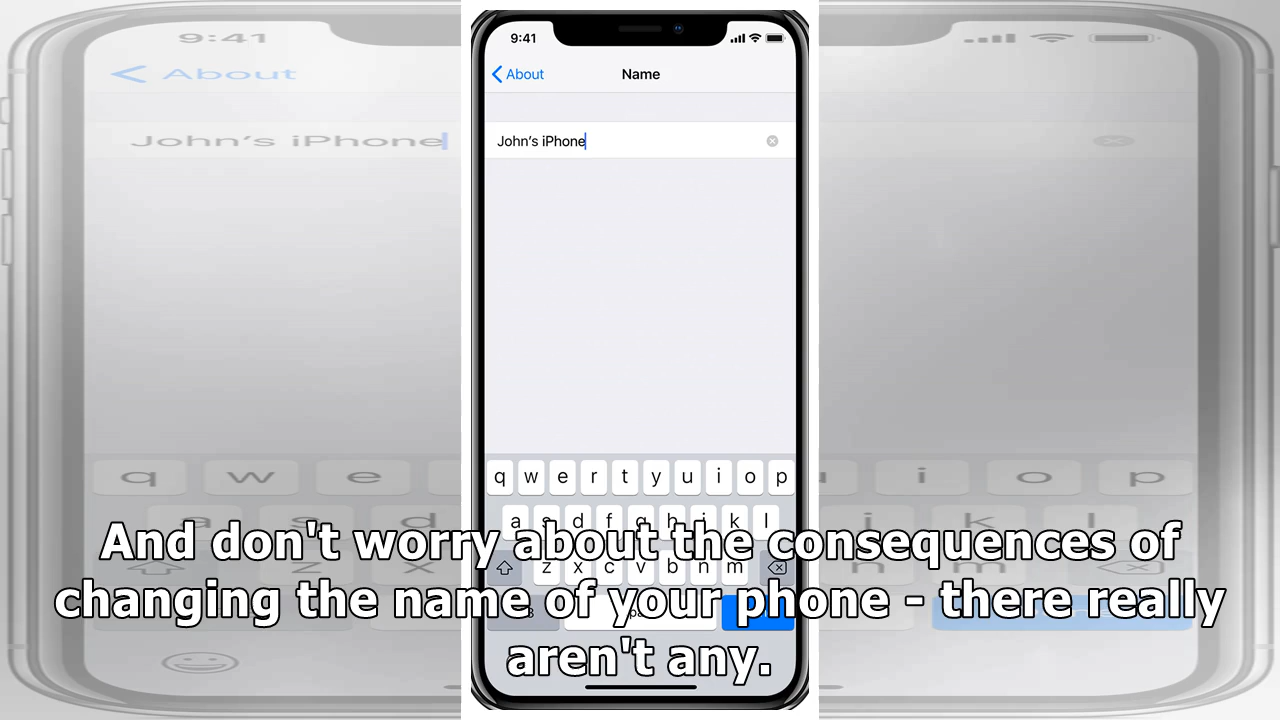 9:41
About
Name
John's iPhone
q w e r t y u i o p
a s d f g h j k l
z x c v b n m
And don't worry about the consequences of
changing the name of your phone - there really
aren't any.